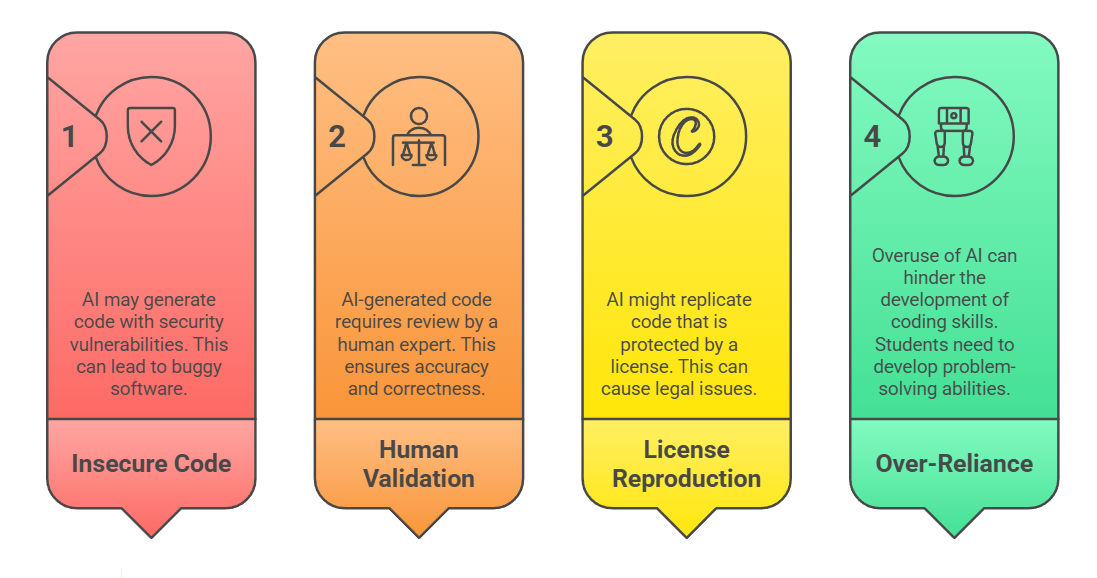 1
AI may generate
code with security
vulnerabilities. This
can lead to buggy
software.
Insecure Code
2
AI-generated code
requires review by a
human expert. This
ensures accuracy
and correctness.
Human
Validation
3
AI might replicate
code that is
protected by a
license. This can
cause legal issues.
License
Reproduction
4
Overuse of AI can
hinder the
development of
coding skills.
Students need to
develop problem-
solving abilities.
Over-Reliance